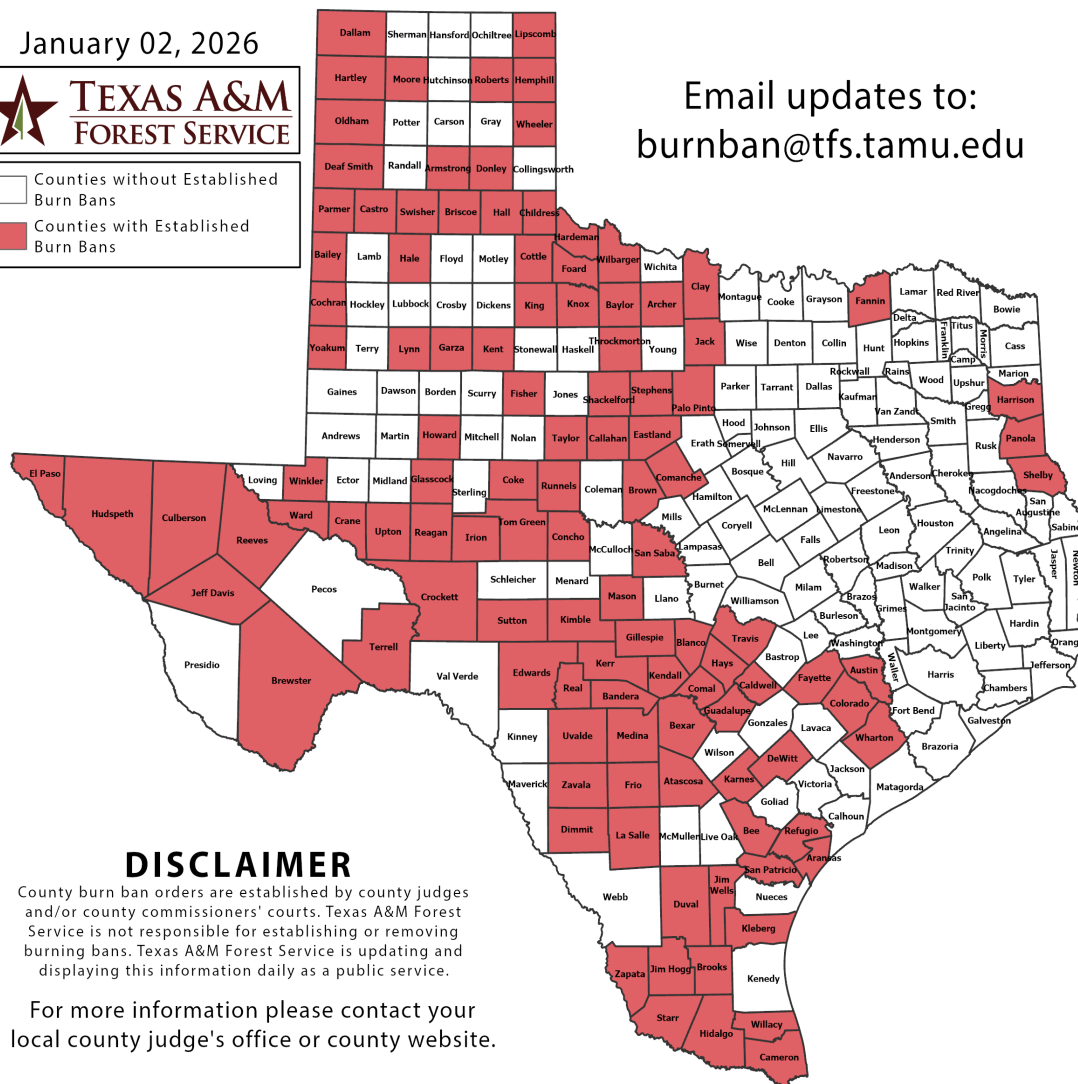 January 02, 2026
TEXAS A&M
FOREST SERVICE
Counties without Established
Burn Bans
Counties with Established
Burn Bans
Email updates to:
burnban@tfs.tamu.edu
Dallam Sherman Hansford Ochiltree Lipscomb
Hartley Moore Hutchinson Roberts Hemphill
Oldham Potter Carson Gray Wheeler
Deaf Smith Randall Armstrong Donley Collingsworth
Parmer Castro Swisher Briscoe Hall Childress
Hardeman
Bailey Lamb Hale Floyd Motley Cottle Foard Wilbarger Wichita
Clay
Cochran Hockley Lubbock Crosby Dickens King Knox Baylor Archer Montague Cooke Grayson Fannin Lamar Red River Bowie
Delta Titus
Yoakum Terry Lynn Garza Kent Stonewall Haskell Throckmorton Young Jack Wise Denton Collin Hunt Hopkins Franklin Camp Morris Cass
Rockwall Rains Marion
Gaines Dawson Borden Scurry Fisher Jones Shackelford Stephens Palo Pinto Parker Tarrant Dallas Kaufman Van Zandt Wood Upshur Gregg Harrison
Andrews Martin Howard Mitchell Nolan Taylor Callahan Eastland Erath Hood Somervell Johnson Ellis Henderson Smith Rusk Panola
El Paso Loving Winkler Ector Midland Glasscock Sterling Coke Runnels Coleman Brown Comanche Hamilton Bosque Hill Navarro Freestone Anderson Cherokee Nacogdoches Shelby
San
Augustine
Sabine
Hudspeth Culberson Reeves Ward Crane Upton Reagan Irion Tom Green Concho McCulloch San Saba Mills Lampasas Coryell McLennan Limestone Falls Leon Houston Angelina
Trinity
Jeff Davis Pecos Crockett Schleicher Menard Mason Llano Burnet Bell Milam Robertson Madison Walker Polk Tyler Jasper Newton
San
Jacinto
Presidio Brewster Terrell Sutton Kimble Gillespie Blanco Travis Williamson Lee Burleson Brazos Grimes Washington Montgomery Liberty Hardin Orang
Val Verde Edwards Kerr Real Bandera Kendall Hays Comal Caldwell Bastrop Fayette Austin Waller Harris Chambers Jefferson
Kinney Uvalde Medina Bexar Guadalupe Gonzales Lavaca Colorado Wharton Fort Bend Galveston Brazoria
Maverick Zavala Frio Atascosa Wilson Karnes DeWitt Victoria Jackson Matagorda
Dimmit La Salle McMullen Live Oak Bee Goliad Refugio Calhoun Aransas
Webb Duval
Jim
Wells
San Patricio Nueces Kleberg
Zapata Jim Hogg Brooks Kenedy
Starr Hidalgo Willacy
Cameron
DISCLAIMER
County burn ban orders are established by county judges
and/or county commissioners' courts. Texas A&M Forest
Service is not responsible for establishing or removing
burning bans. Texas A&M Forest Service is updating and
displaying this information daily as a public service.
For more information please contact your
local county judge's office or county website.